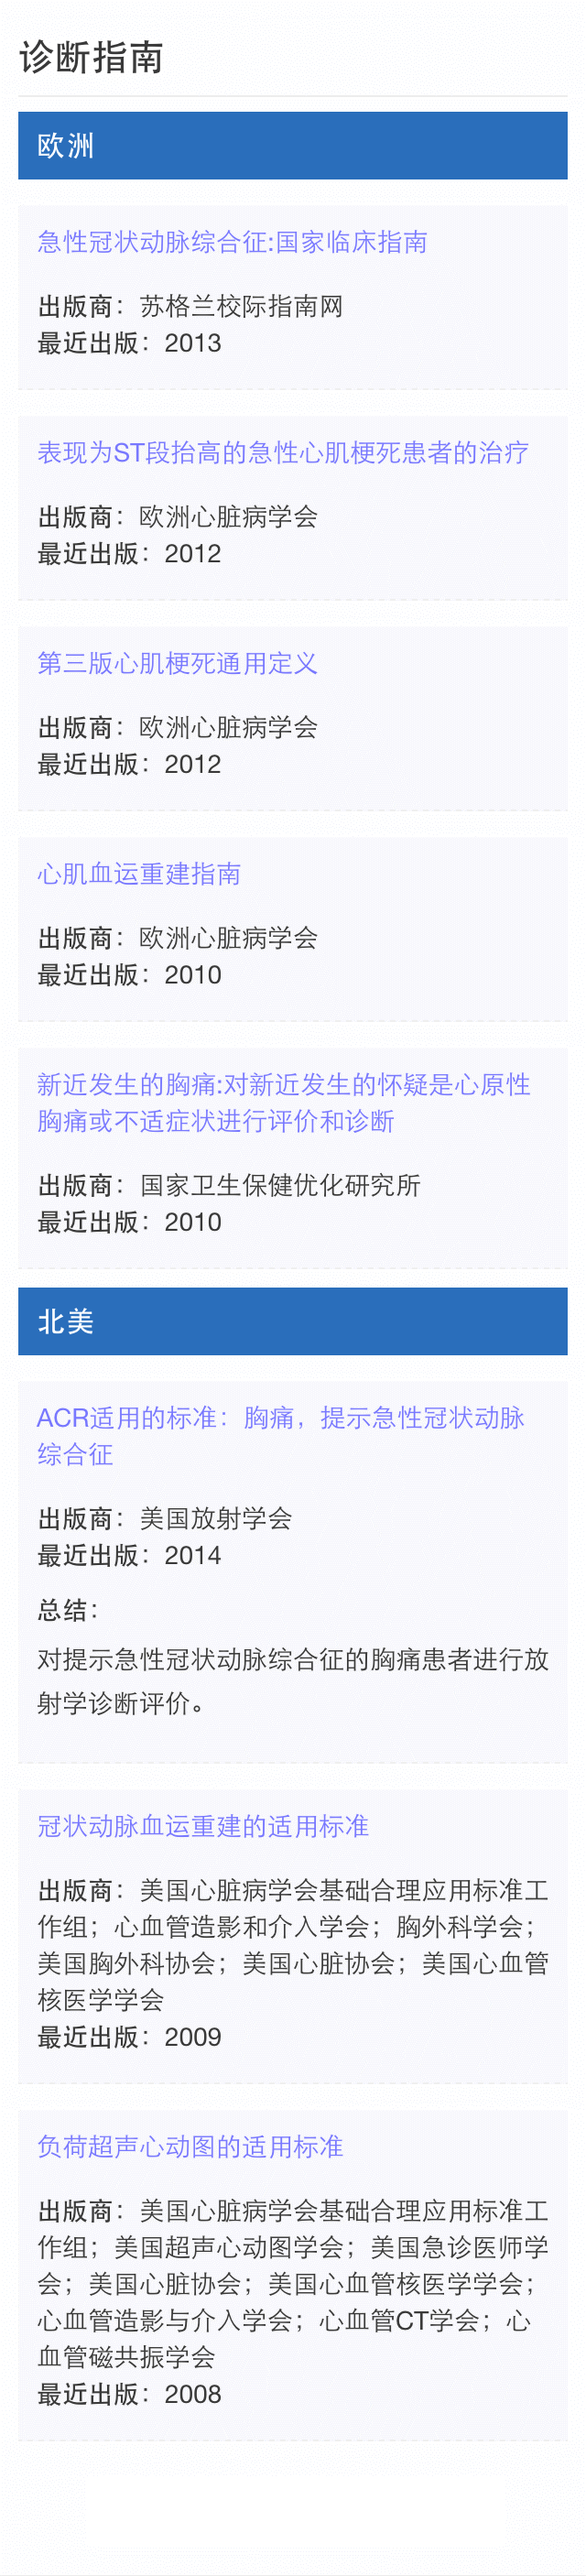 诊断指南
欧洲
急性冠状动脉综合征:国家临床指南
出版商：苏格兰校际指南网
最近出版：2013
表现为ST段抬高的急性心肌梗死患者的治疗
出版商：欧洲心脏病学会
最近出版：2012
第三版心肌梗死通用定义
出版商：欧洲心脏病学会
最近出版：2012
心肌血运重建指南
出版商：欧洲心脏病学会
最近出版：2010
新近发生的胸痛:对新近发生的怀疑是心原性
胸痛或不适症状进行评价和诊断
出版商：国家卫生保健优化研究所
最近出版：2010
北美
ACR适用的标准：胸痛，提示急性冠状动脉
综合征
出版商：美国放射学会
最近出版：2014
总结：
对提示急性冠状动脉综合征的胸痛患者进行放
射学诊断评价。
冠状动脉血运重建的适用标准
出版商：美国心脏病学会基础合理应用标准工
作组；心血管造影和介入学会；胸外科学会；
美国胸外科协会；美国心脏协会；美国心血管
核医学学会
最近出版：2009
负荷超声心动图的适用标准
出版商：美国心脏病学会基础合理应用标准工
作组；美国超声心动图学会；美国急诊医师学
会；美国心脏协会；美国心血管核医学学会；
心血管造影与介入学会；心血管CT学会；心
血管磁共振学会
最近出版：2008